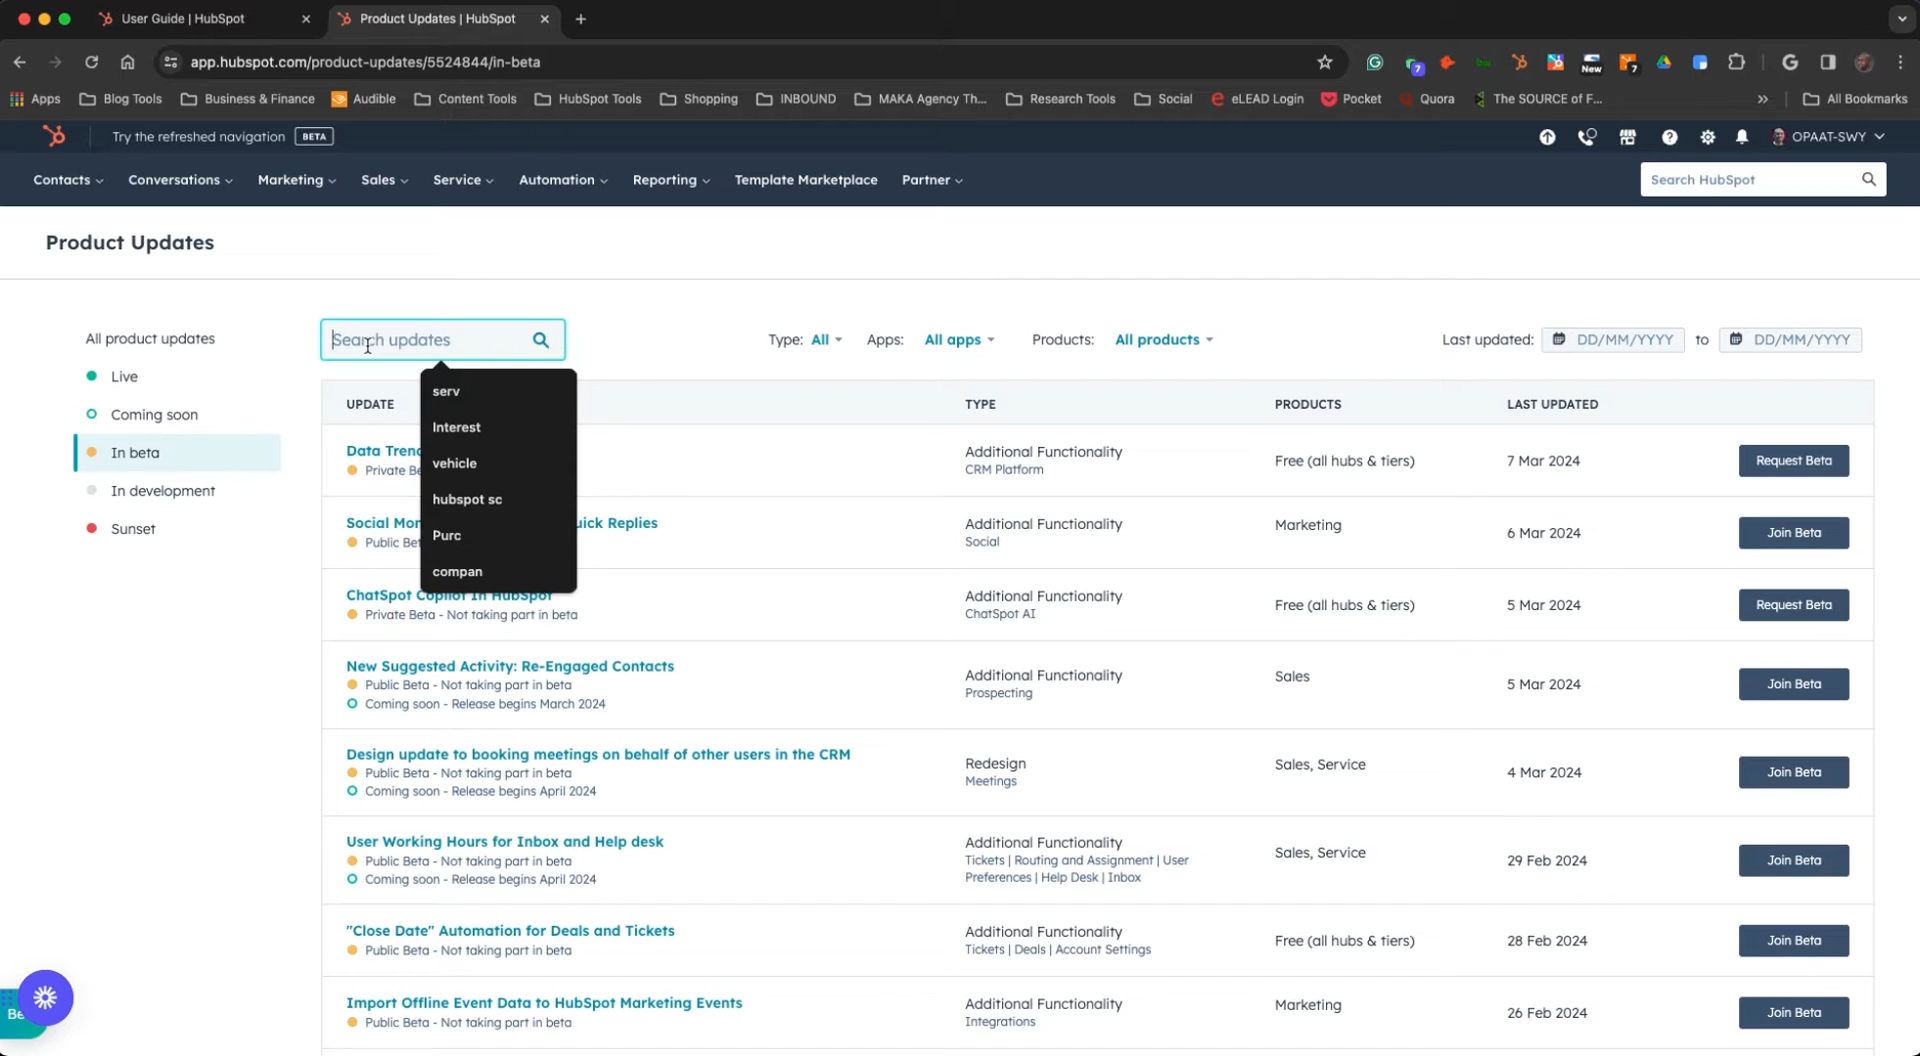 User Guide | HubSpot
Product Updates | HubSpot
app.hubspot.com/product-updates/5524844/in-beta
7
New
7
Apps
Blog Tools
Business & Finance
Audible
Content Tools
HubSpot Tools
Shopping
INBOUND
MAKA Agency Th...
Research Tools
Social
eLEAD Login
Pocket
Quora
The SOURCE of F...
All Bookmarks
Try the refreshed navigation BETA
OPAAT-SWY
Contacts
Conversations
Marketing
Sales
Service
Automation
Reporting
Template Marketplace
Partner
Search HubSpot
Product Updates
All product updates
Live
Coming soon
In beta
In development
Sunset
Search updates
Type: All
Apps: All apps
Products: All products
Last updated: DD/MM/YYYY to DD/MM/YYYY
serv
Interest
vehicle
hubspot sc
Purc
compan
UPDATE TYPE PRODUCTS LAST UPDATED
Data Trend
Private Be
Additional Functionality
CRM Platform
Free (all hubs & tiers)
7 Mar 2024
Request Beta
Social Mon uick Replies
Public Bet
Additional Functionality
Social
Marketing
6 Mar 2024
Join Beta
ChatSpot Copilot In HubSpot
Private Beta - Not taking part in beta
Additional Functionality
ChatSpot AI
Free (all hubs & tiers)
5 Mar 2024
Request Beta
New Suggested Activity: Re-Engaged Contacts
Public Beta - Not taking part in beta
Coming soon - Release begins March 2024
Additional Functionality
Prospecting
Sales
5 Mar 2024
Join Beta
Design update to booking meetings on behalf of other users in the CRM
Public Beta - Not taking part in beta
Coming soon - Release begins April 2024
Redesign
Meetings
Sales, Service
4 Mar 2024
Join Beta
User Working Hours for Inbox and Help desk
Public Beta - Not taking part in beta
Coming soon - Release begins April 2024
Additional Functionality
Tickets | Routing and Assignment | User
Preferences | Help Desk | Inbox
Sales, Service
29 Feb 2024
Join Beta
"Close Date" Automation for Deals and Tickets
Public Beta - Not taking part in beta
Additional Functionality
Tickets | Deals | Account Settings
Free (all hubs & tiers)
28 Feb 2024
Join Beta
Import Offline Event Data to HubSpot Marketing Events
Public Beta - Not taking part in beta
Additional Functionality
Integrations
Marketing
26 Feb 2024
Join Beta
Be